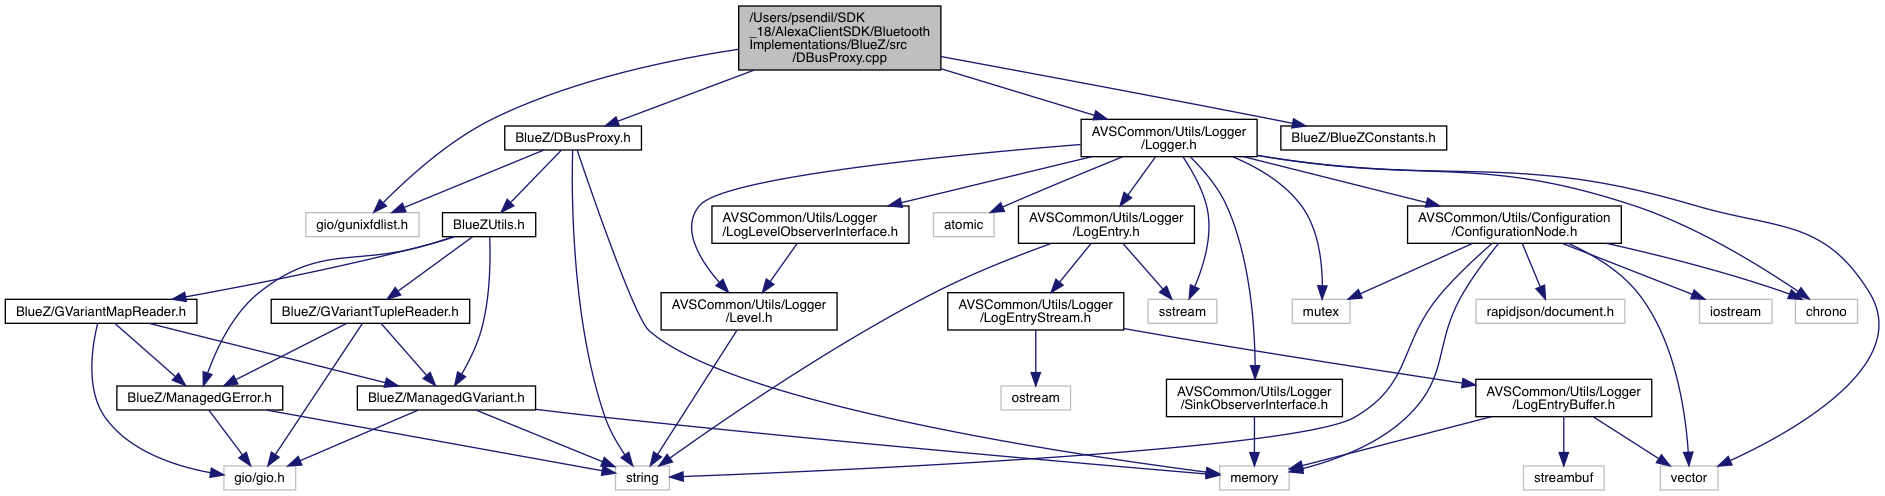 /Users/psendil/SDK
_18/AlexaClientSDK/Bluetooth
Implementations/BlueZ/src
/DBusProxy.cpp
BlueZ/DBusProxy.h
AVSCommon/Utils/Logger
/Logger.h
BlueZ/BlueZConstants.h
gio/gunixfdlist.h
BlueZUtils.h
AVSCommon/Utils/Logger
/LogLevelObserverInterface.h
atomic
AVSCommon/Utils/Logger
/LogEntry.h
AVSCommon/Utils/Configuration
/ConfigurationNode.h
BlueZ/GVariantMapReader.h
BlueZ/GVariantTupleReader.h
AVSCommon/Utils/Logger
/Level.h
AVSCommon/Utils/Logger
/LogEntryStream.h
sstream
mutex
rapidjson/document.h
iostream
chrono
BlueZ/ManagedGError.h
BlueZ/ManagedGVariant.h
ostream
AVSCommon/Utils/Logger
/SinkObserverInterface.h
AVSCommon/Utils/Logger
/LogEntryBuffer.h
gio/gio.h
string
memory
streambuf
vector